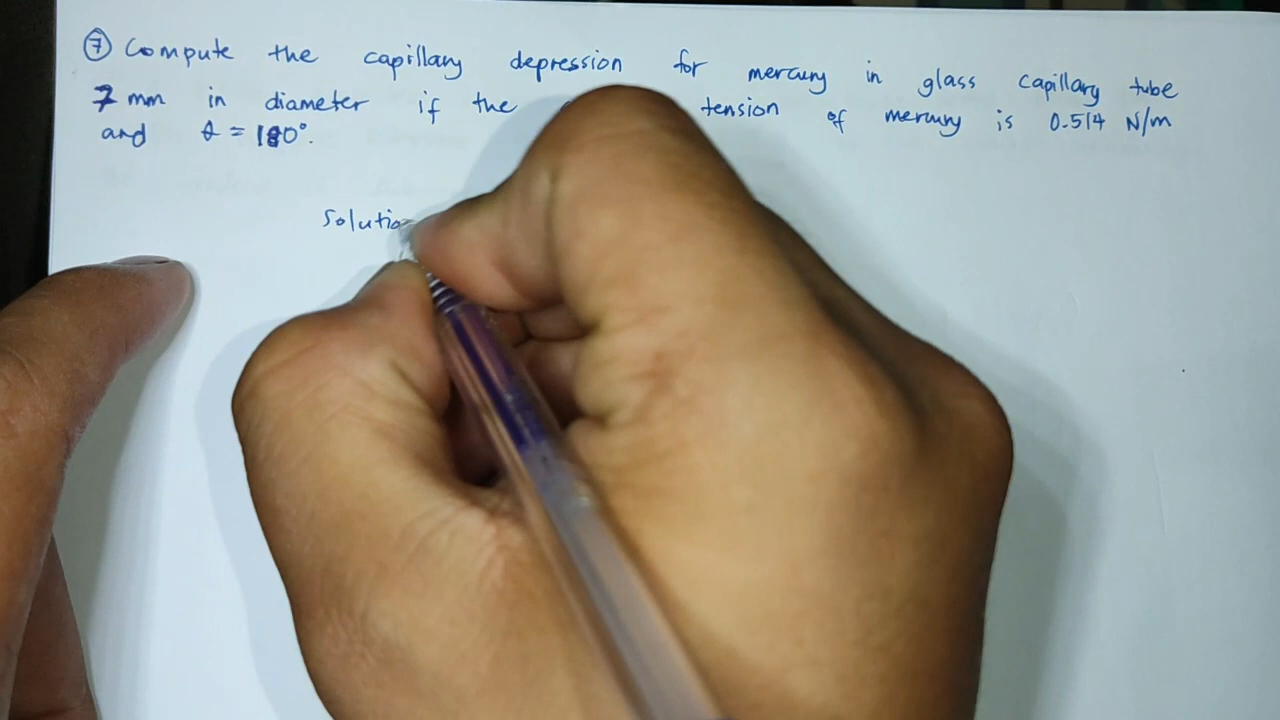 ⑦ Compute the capillary depression for mercury in glass capillary tube
7 mm in diameter if the tension of mercury is 0.514 N/m
and θ = 180°.
Solutio